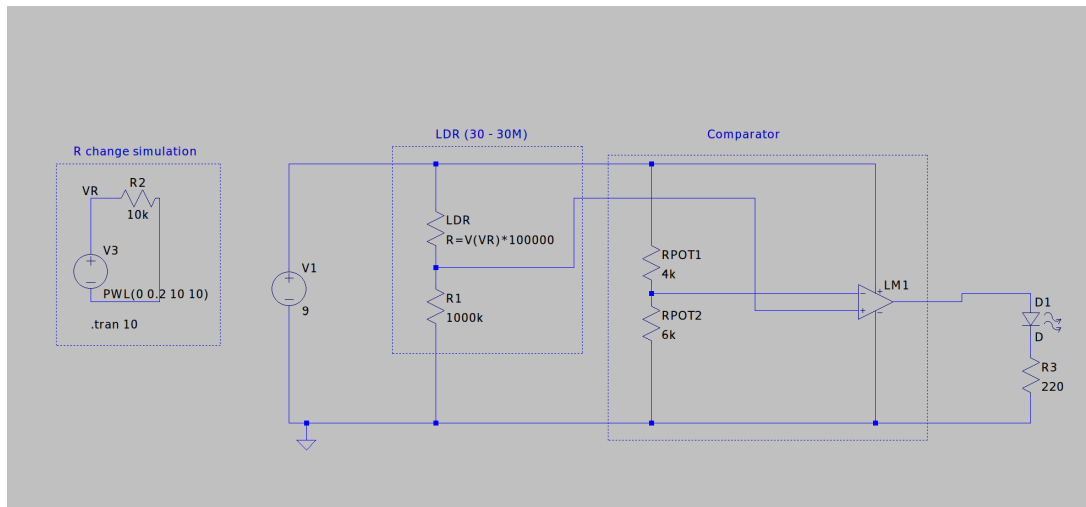 LDR (30 - 30M)
Comparator
R change simulation
VR
R2
10k
V3
PWL(0 0.2 10 10)
.tran 10
V1
9
LDR
R=V(VR)*100000
R1
1000k
RPOT1
4k
RPOT2
6k
LM1
D1
D
R3
220